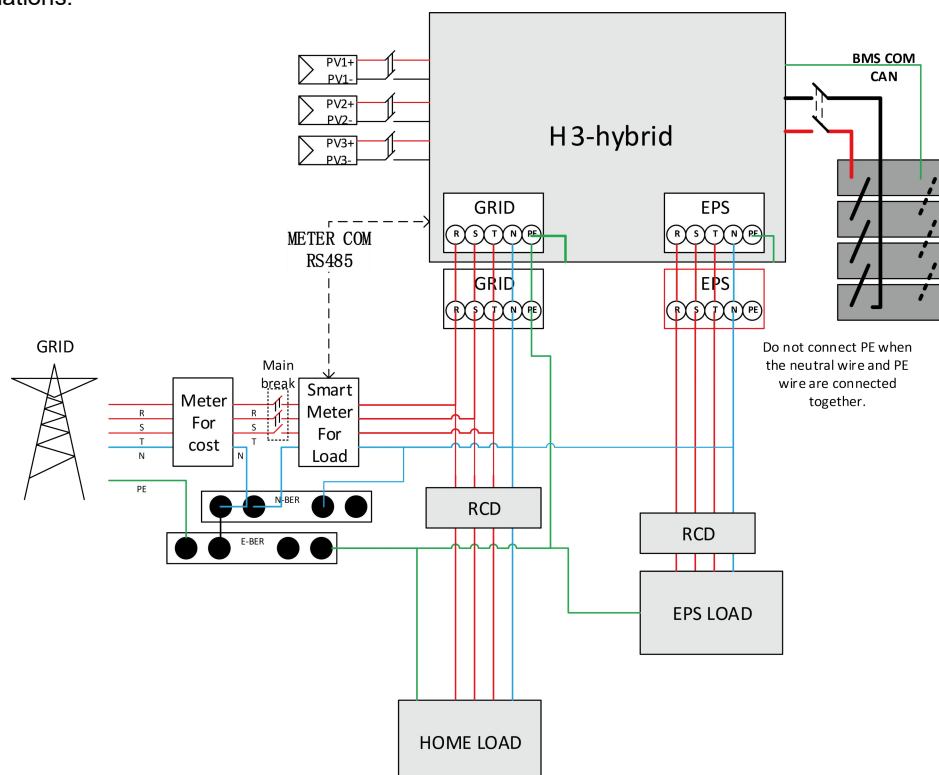 ations.
PV1+
PV1-
PV2+
PV2-
PV3+
PV3-
H3-hybrid
BMS COM
CAN
GRID
R S T N PE
EPS
R S T N PE
METER COM
RS485
GRID
R S T N PE
EPS
R S T N PE
Do not connect PE when
the neutral wire and PE
wire are connected
together.
GRID
R
S
T
N
PE
Meter
For
cost
R
S
T
N
Main
break
Smart
Meter
For
Load
N-BER
E-BER
RCD
RCD
EPS LOAD
HOME LOAD